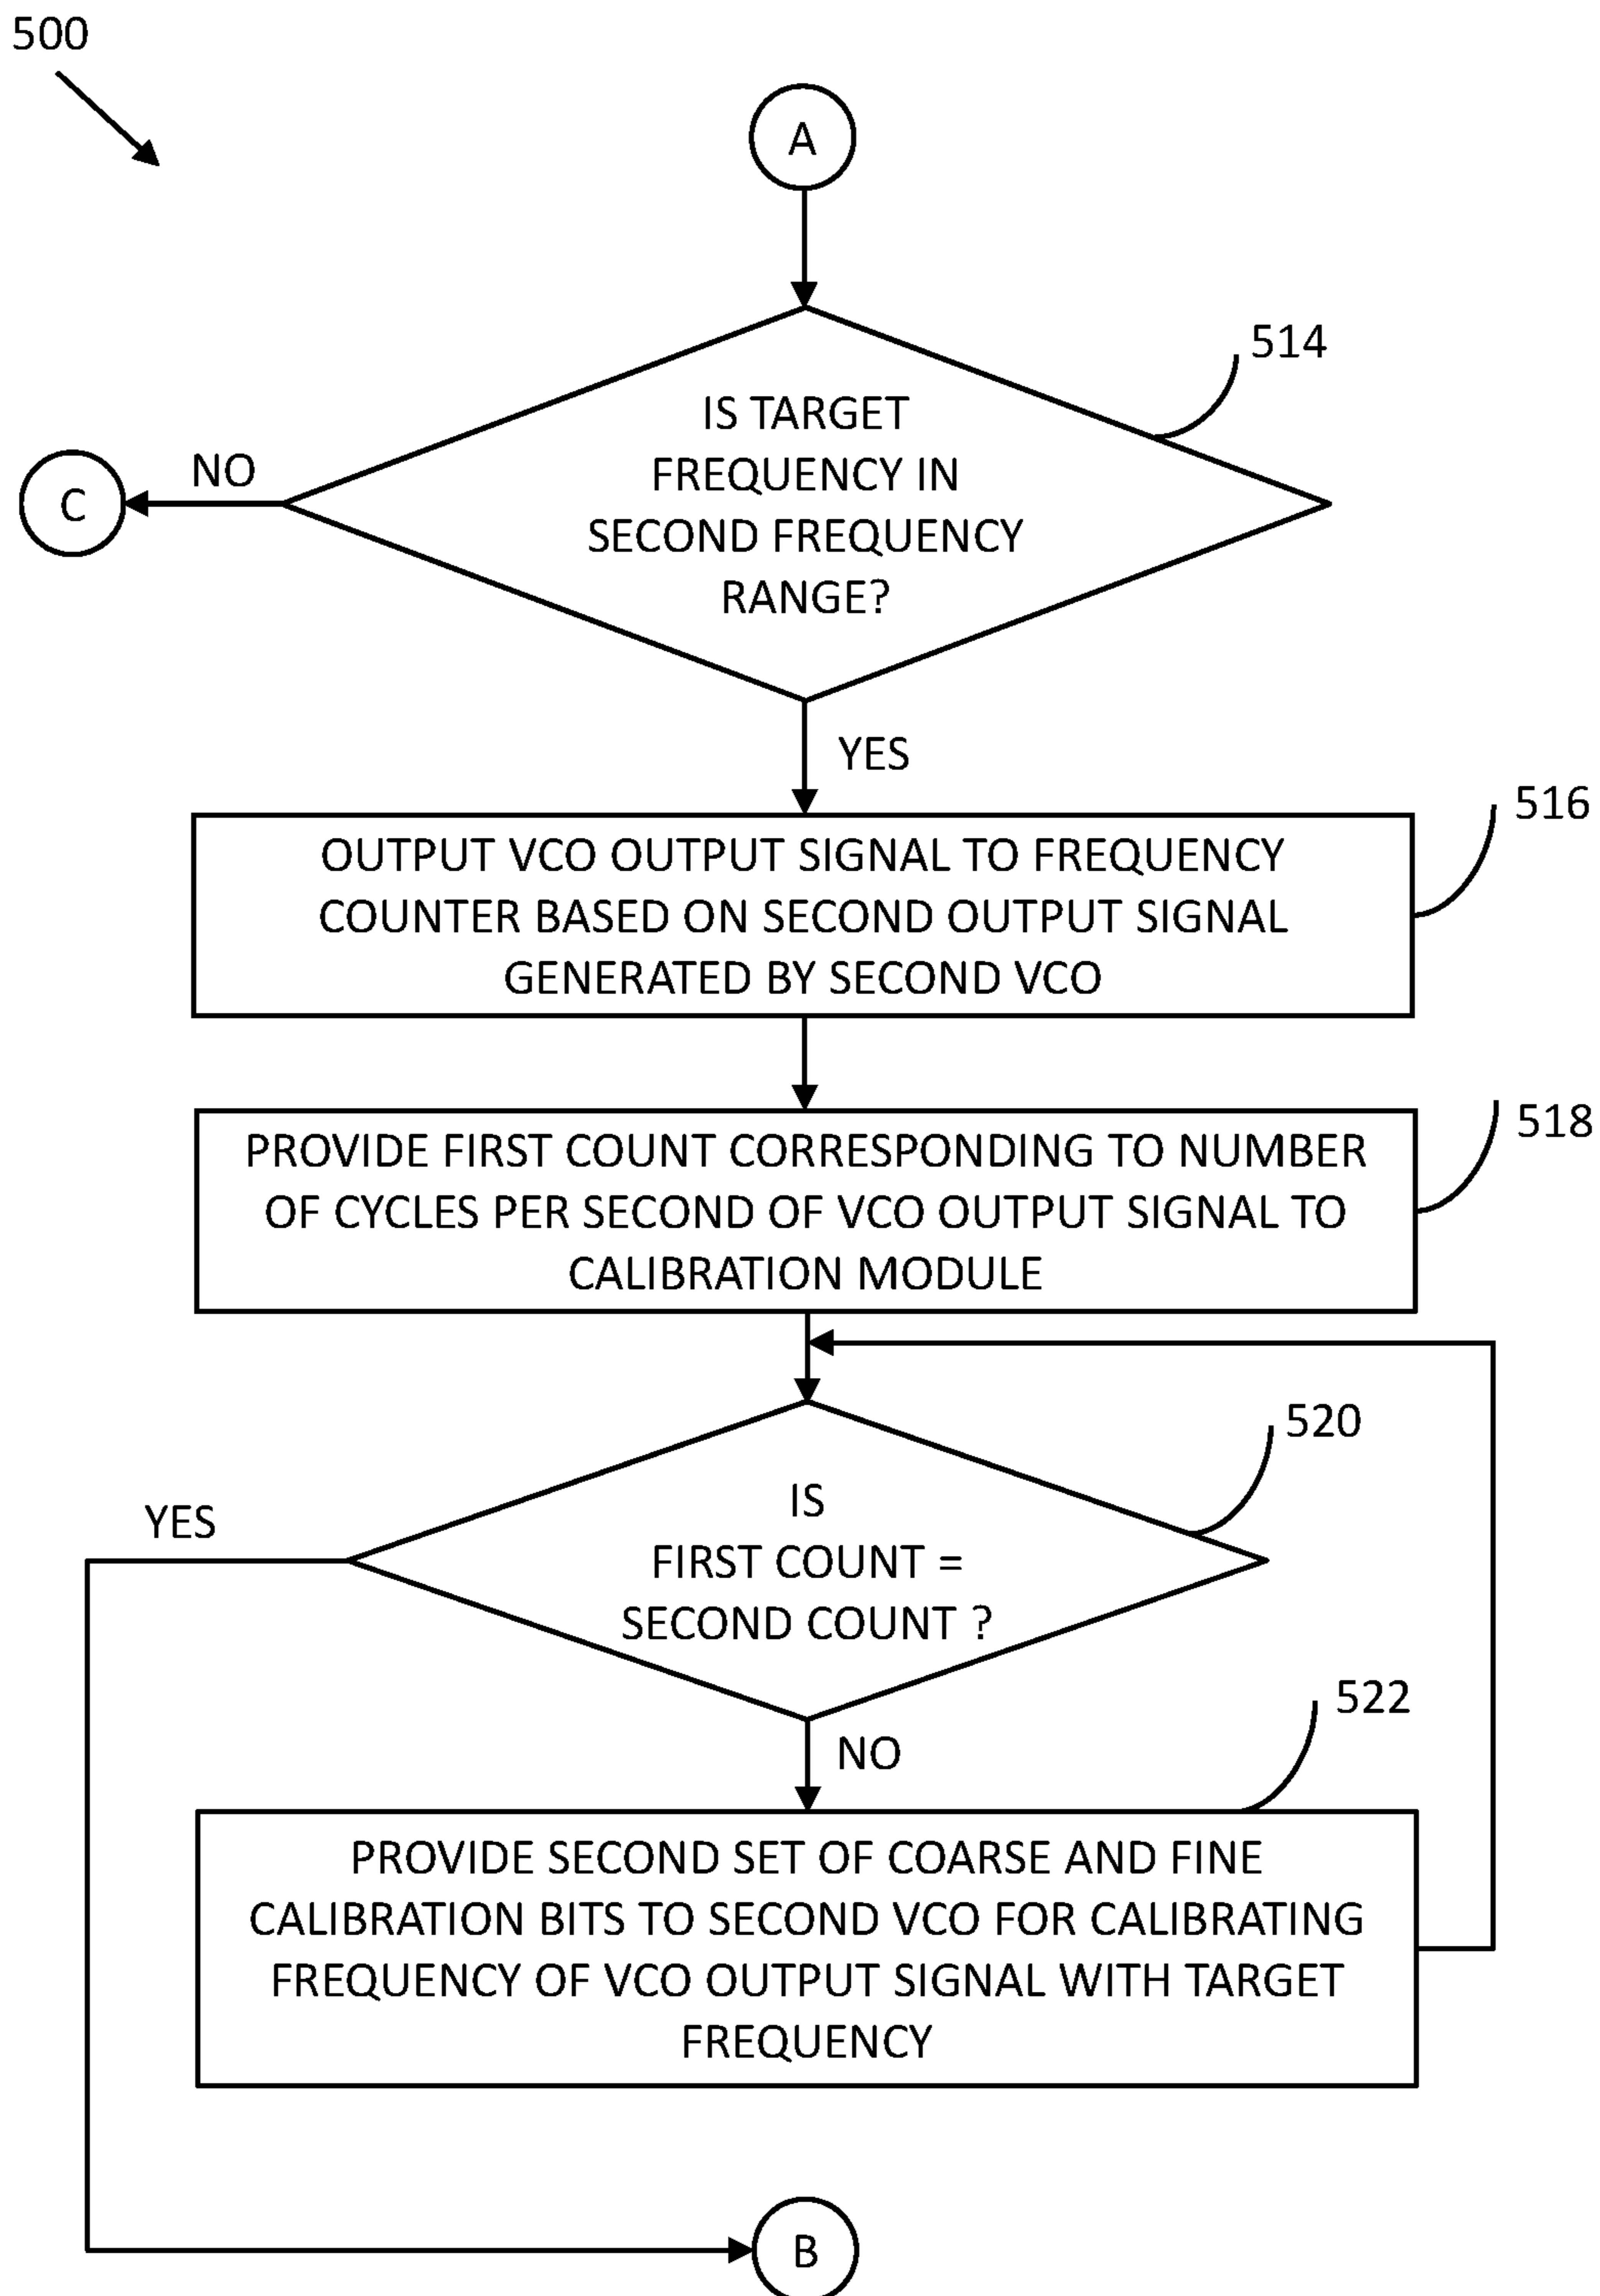 500
A
514
IS TARGET
FREQUENCY IN
SECOND FREQUENCY
RANGE?
NO
C
YES
516
OUTPUT VCO OUTPUT SIGNAL TO FREQUENCY
COUNTER BASED ON SECOND OUTPUT SIGNAL
GENERATED BY SECOND VCO
518
PROVIDE FIRST COUNT CORRESPONDING TO NUMBER
OF CYCLES PER SECOND OF VCO OUTPUT SIGNAL TO
CALIBRATION MODULE
520
IS
FIRST COUNT =
SECOND COUNT ?
YES
NO
522
PROVIDE SECOND SET OF COARSE AND FINE
CALIBRATION BITS TO SECOND VCO FOR CALIBRATING
FREQUENCY OF VCO OUTPUT SIGNAL WITH TARGET
FREQUENCY
B